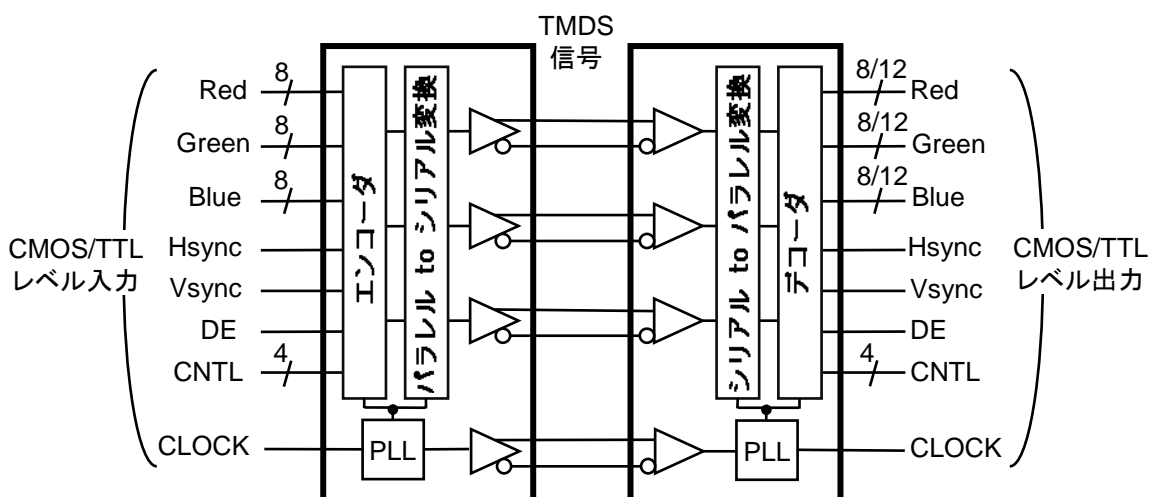 TMDS
信号
CMOS/TTL
レベル入力
Red
8
Green
8
Blue
8
Hsync
Vsync
DE
CNTL
4
CLOCK
エンコーダ
パラレル to シリアル変換
PLL
シリアル to パラレル変換
デコーダ
PLL
8/12
Red
8/12
Green
8/12
Blue
Hsync
Vsync
DE
4
CNTL
CLOCK
CMOS/TTL
レベル出力